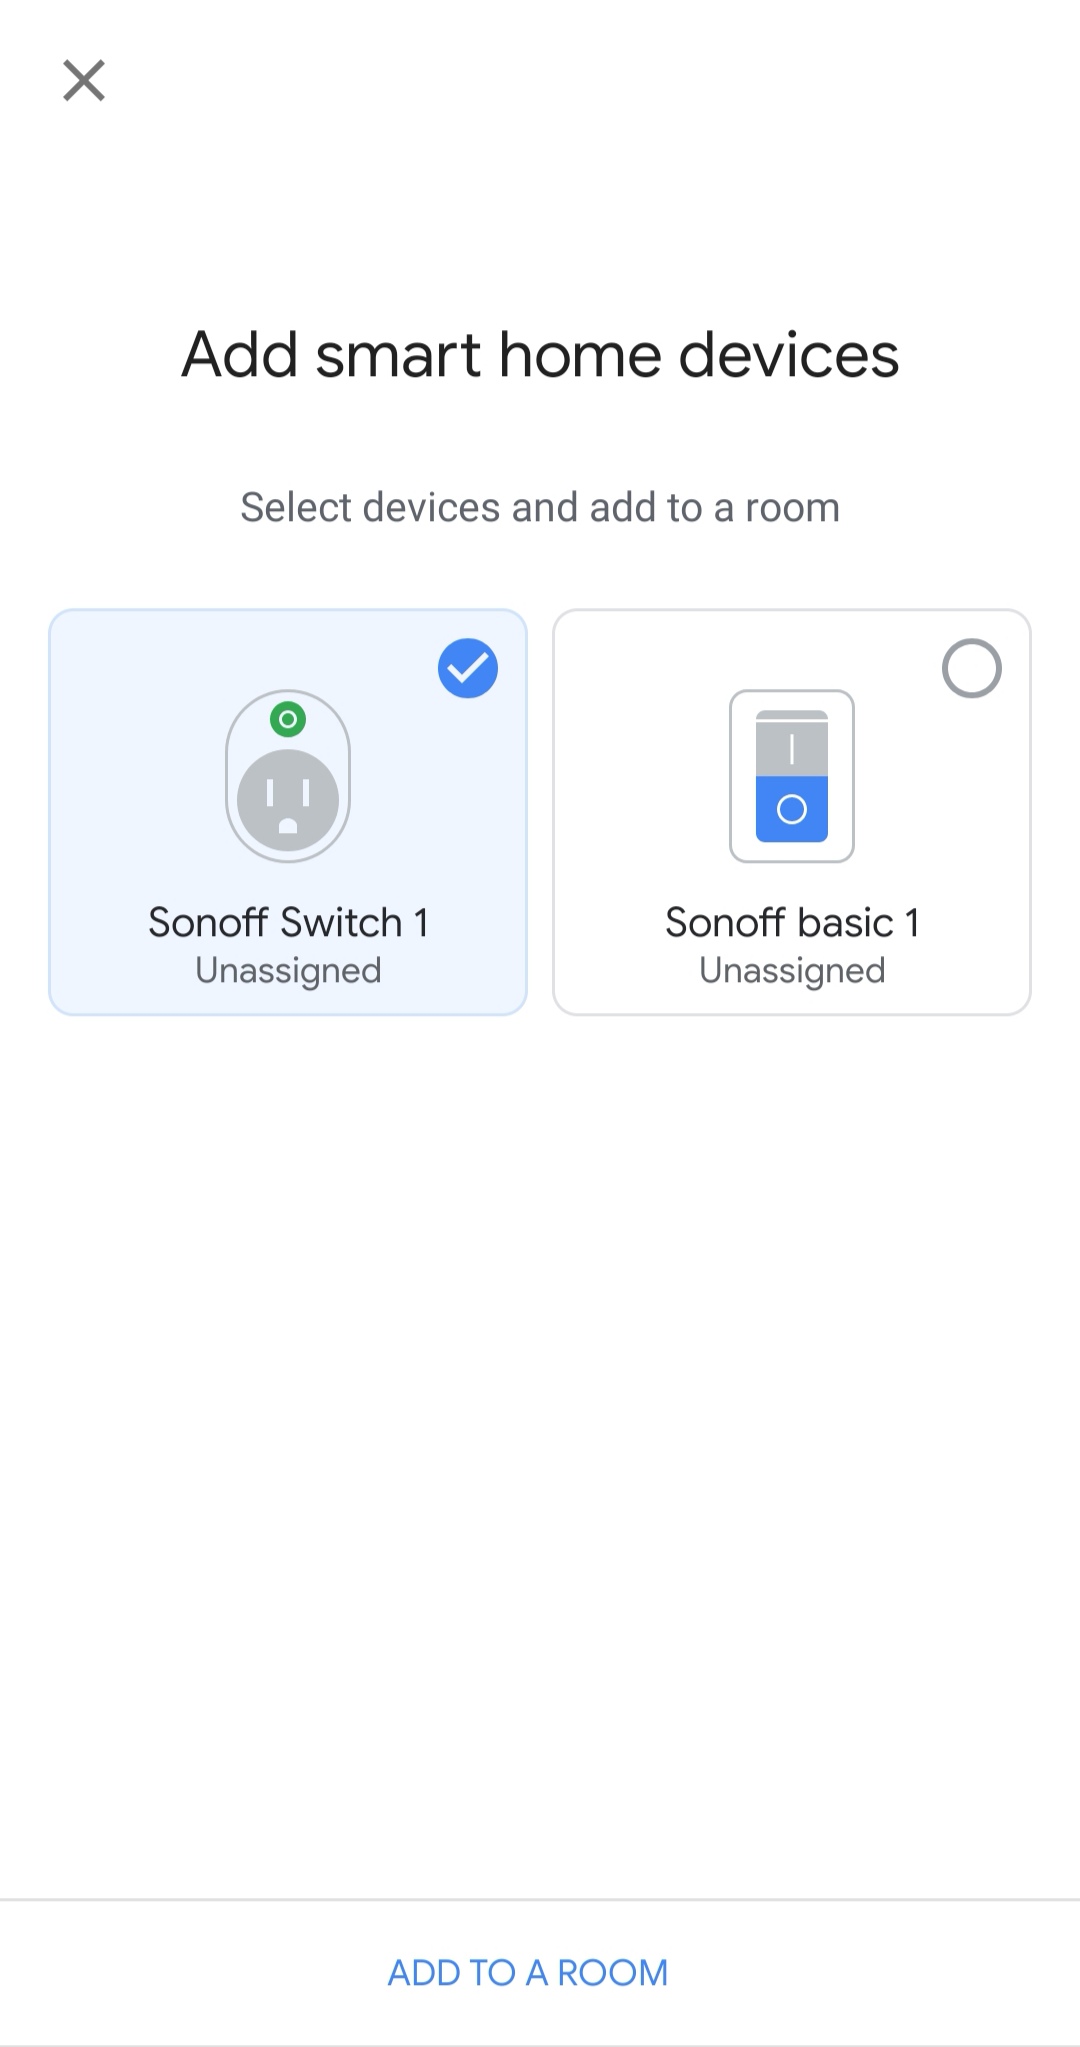 Add smart home devices
Select devices and add to a room
Sonoff Switch 1
Unassigned
Sonoff basic 1
Unassigned
ADD TO A ROOM